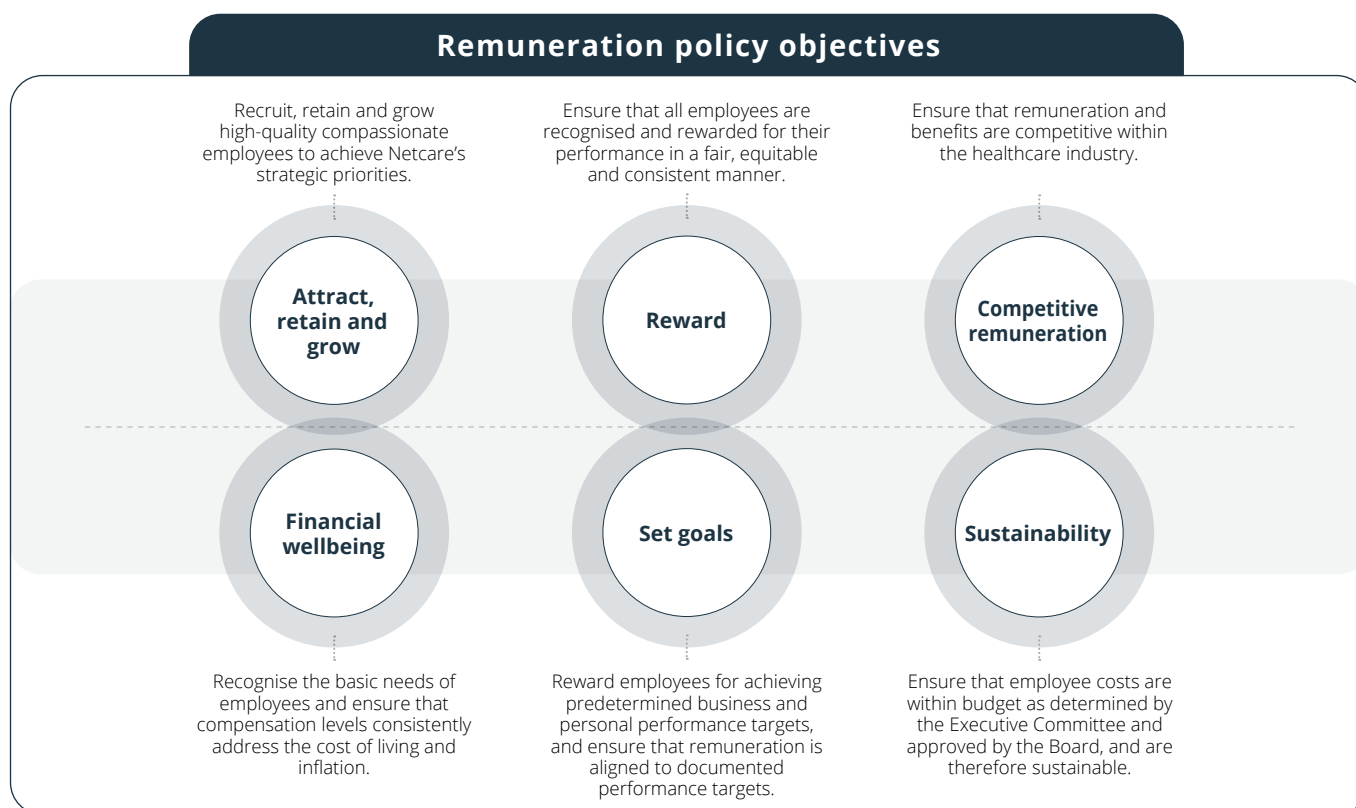 Remuneration policy objectives
Recruit, retain and grow
high-quality compassionate
employees to achieve Netcare’s
strategic priorities.
Ensure that all employees are
recognised and rewarded for their
performance in a fair, equitable
and consistent manner.
Ensure that remuneration and
benefits are competitive within
the healthcare industry.
Attract,
retain and
grow
Reward
Competitive
remuneration
Financial
wellbeing
Set goals
Sustainability
Recognise the basic needs of
employees and ensure that
compensation levels consistently
address the cost of living and
inflation.
Reward employees for achieving
predetermined business and
personal performance targets,
and ensure that remuneration is
aligned to documented
performance targets.
Ensure that employee costs are
within budget as determined by
the Executive Committee and
approved by the Board, and are
therefore sustainable.